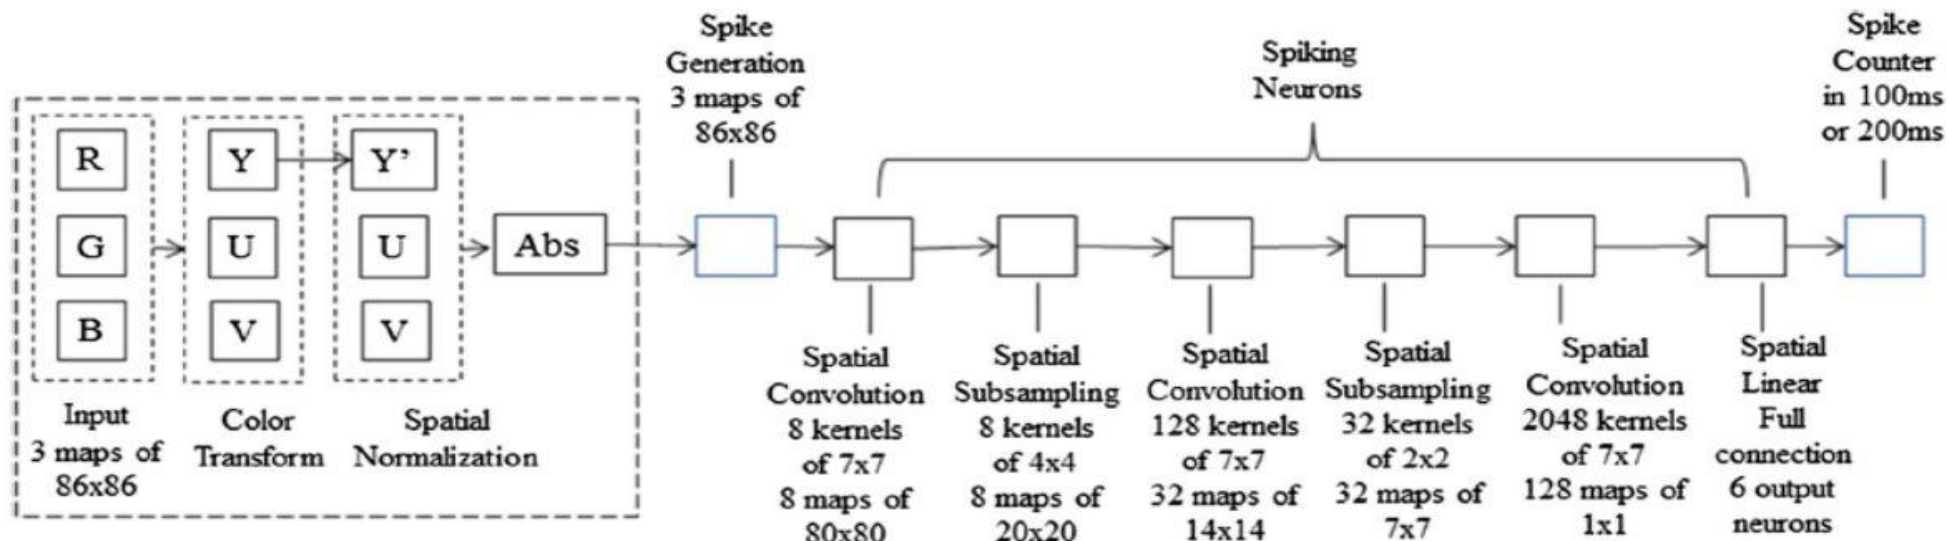 R
G
B
Input
3 maps of
86x86
Y
U
V
Color
Transform
Y’
U
V
Spatial
Normalization
Abs
Spike
Generation
3 maps of
86x86
Spiking
Neurons
Spatial
Convolution
8 kernels
of 7x7
8 maps of
80x80
Spatial
Subsampling
8 kernels
of 4x4
8 maps of
20x20
Spatial
Convolution
128 kernels
of 7x7
32 maps of
14x14
Spatial
Subsampling
32 kernels
of 2x2
32 maps of
7x7
Spatial
Convolution
2048 kernels
of 7x7
128 maps of
1x1
Spatial
Linear
Full
connection
6 output
neurons
Spike
Counter
in 100ms
or 200ms